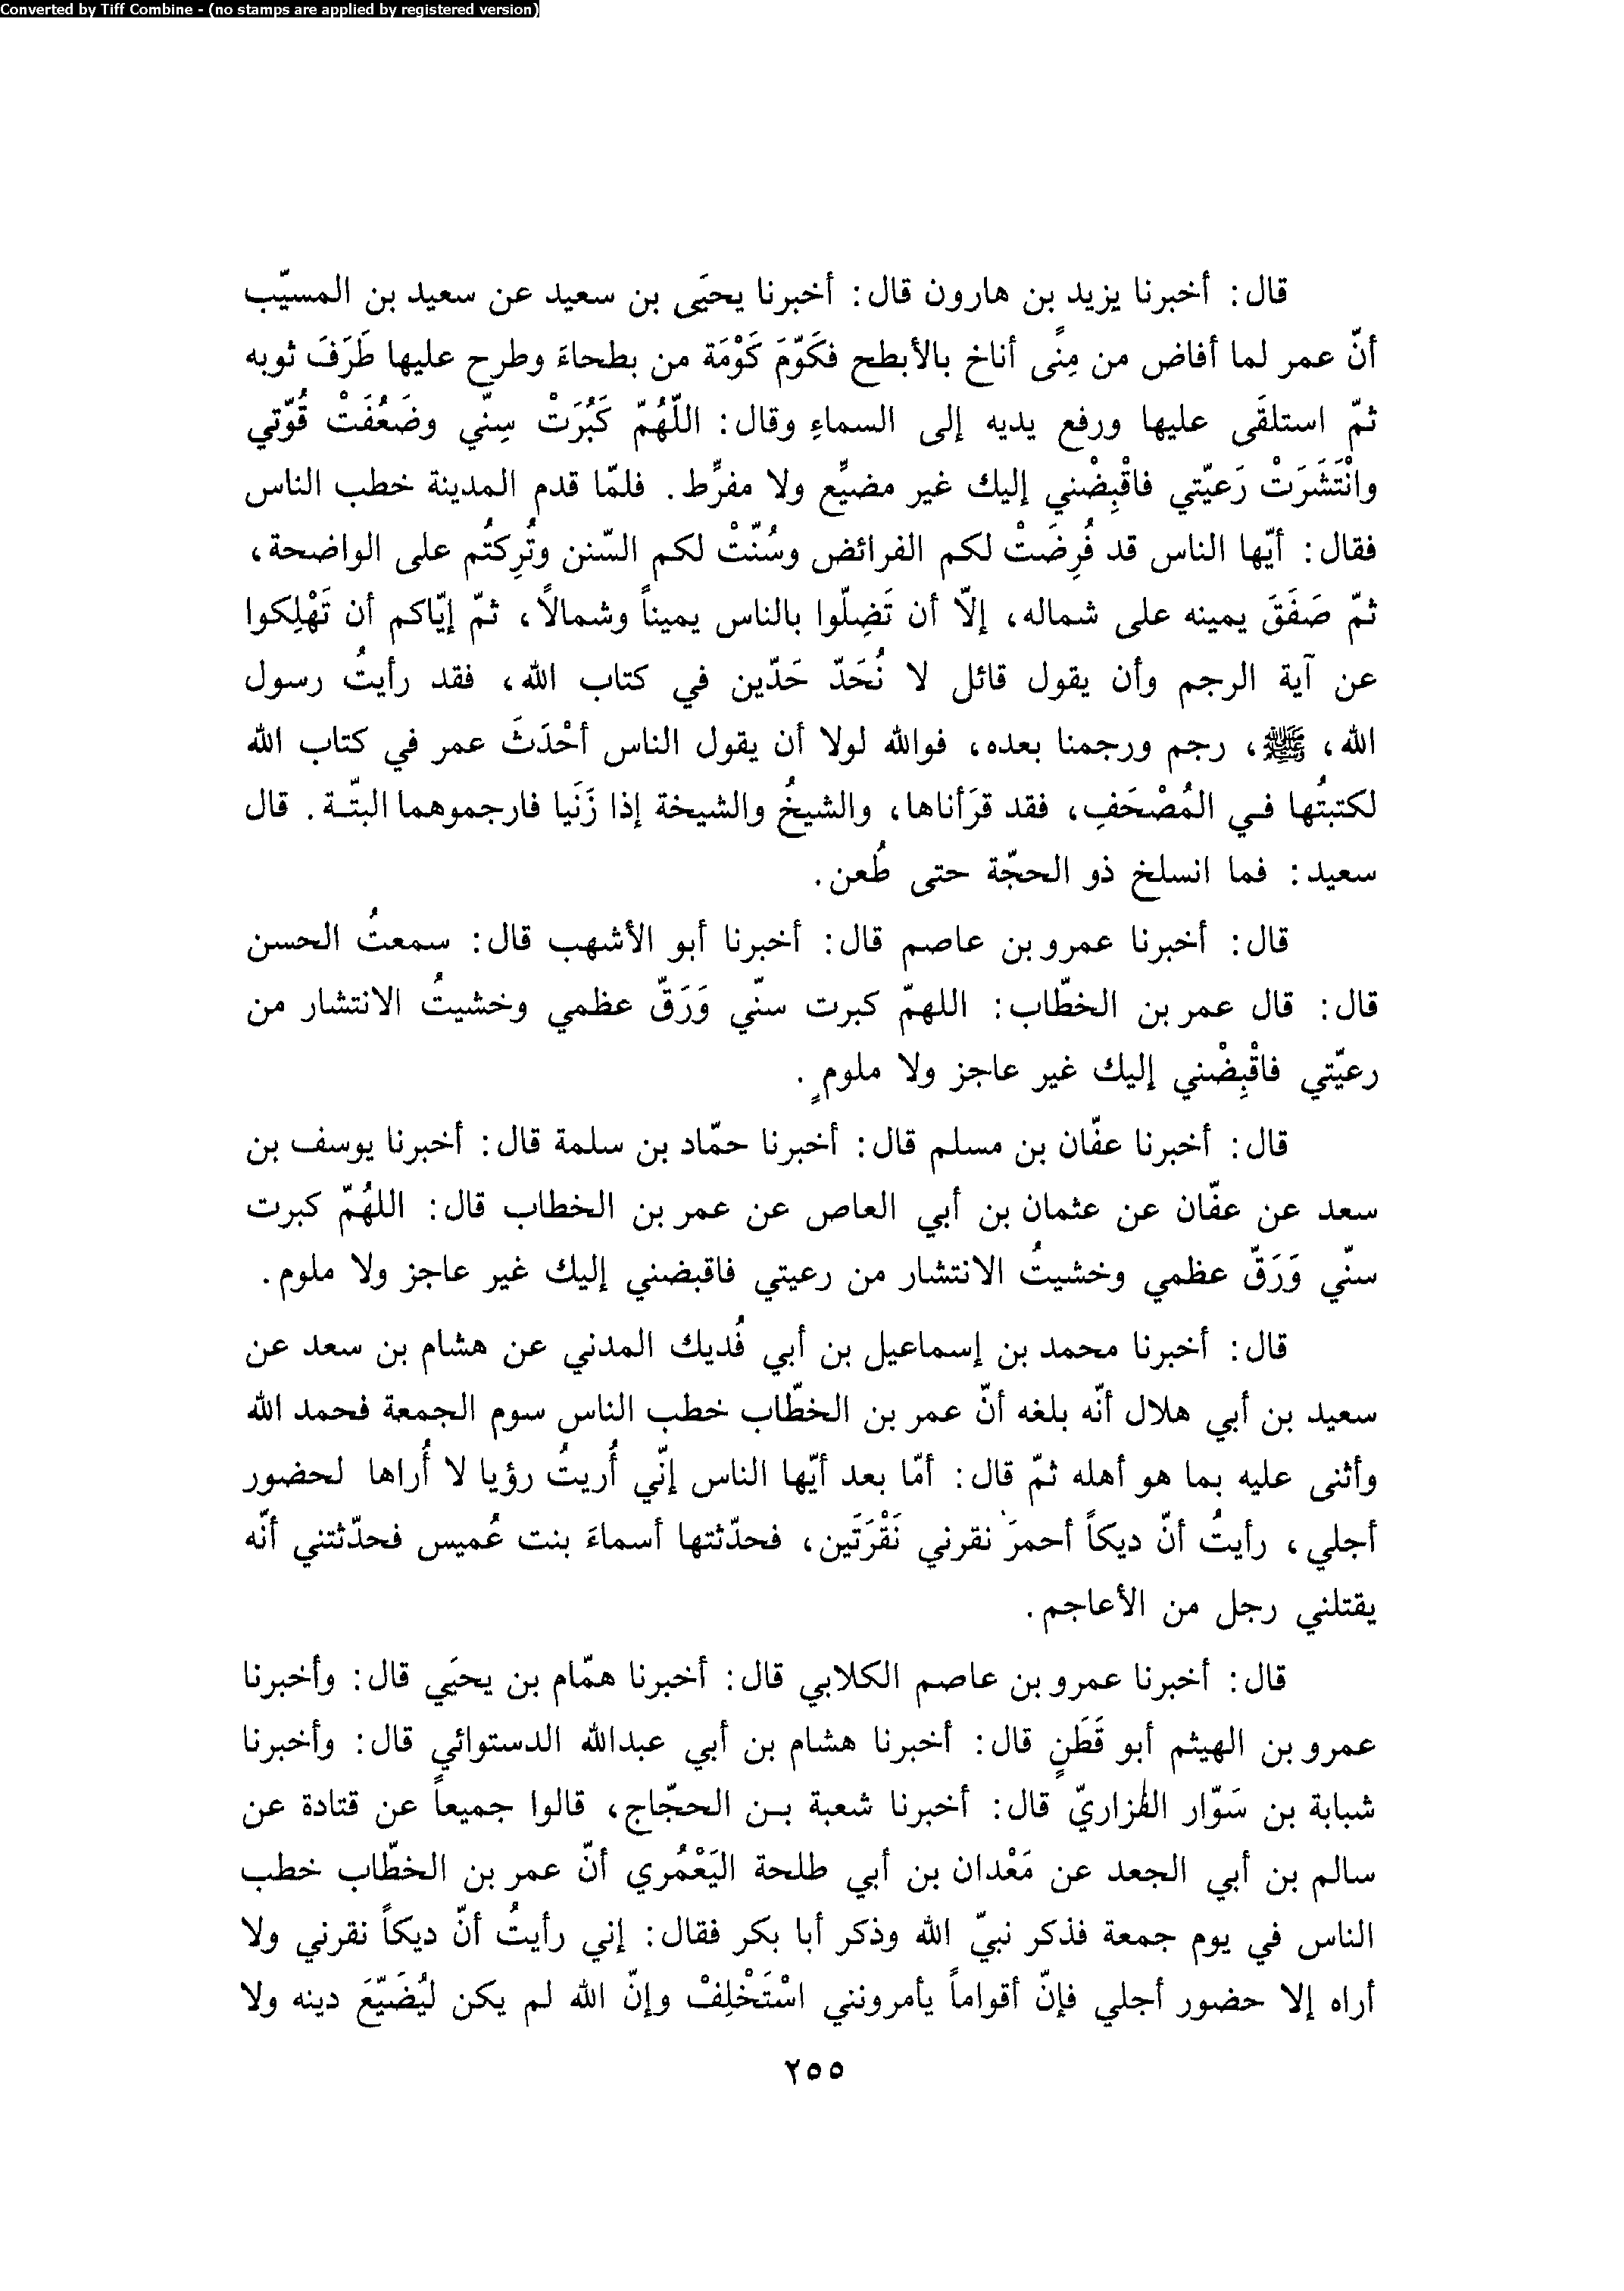 Converted by Tiff Combine - (no stamps are applied by registered version)
قال: أخبرنا يزيد بن هارون قال: أخبرنا يحيَى بن سعيد عن سعيد بن المسيّب
أنّ عمر لما أفاض من مِنًى أناخ بالأبطح فكَوّمَ كَوْمَة من بطحاءَ وطرح عليها طَرَفَ ثوبه
ثمّ استلقَى عليها ورفع يديه إلى السماءِ وقال: اللّهُمّ كَبُرَتْ سِنّي وضَعُفَتْ قُوّتي
وانْتَشَرَتْ رَعيّتي فاقْبِضْني إليك غير مضيِّع ولا مفرِّط. فلمّا قدم المدينة خطب الناس
فقال: أيّها الناس قد فُرِضَتْ لكم الفرائض وسُنّتْ لكم السّنن وتُرِكتُم على الواضحة،
ثمّ صَفَقَ يمينه على شماله، إلاّ أن تَضِلّوا بالناس يميناً وشمالاً، ثمّ إيّاكم أن تَهْلِكوا
عن آية الرجم وأن يقول قائل لا نُحَدّ حَدّين في كتاب الله، فقد رأيتُ رسول
الله، ﷺ، رجم ورجمنا بعده، فوالله لولا أن يقول الناس أحْدَثَ عمر في كتاب الله
لكتبتُها في المُصْحَفِ، فقد قرَأناها، والشيخُ والشيخة إذا زَنَيا فارجموهما البتّة. قال
سعيد: فما انسلخ ذو الحجّة حتى طُعن.
قال: أخبرنا عمرو بن عاصم قال: أخبرنا أبو الأشهب قال: سمعتُ الحسن
قال: قال عمر بن الخطّاب: اللهمّ كبرت سنّي وَرَقّ عظمي وخشيتُ الانتشار من
رعيّتي فاقْبِضْني إليك غير عاجز ولا ملومٍ.
قال: أخبرنا عفّان بن مسلم قال: أخبرنا حمّاد بن سلمة قال: أخبرنا يوسف بن
سعد عن عفّان عن عثمان بن أبي العاص عن عمر بن الخطاب قال: اللهُمّ كبرت
سنّي وَرَقّ عظمي وخشيتُ الانتشار من رعيتي فاقبضني إليك غير عاجز ولا ملوم.
قال: أخبرنا محمد بن إسماعيل بن أبي فُديك المدني عن هشام بن سعد عن
سعيد بن أبي هلال أنّه بلغه أنّ عمر بن الخطّاب خطب الناس سوم الجمعة فحمد الله
وأثنى عليه بما هو أهله ثمّ قال: أمّا بعد أيّها الناس إنّي أُريتُ رؤيا لا أُراها لحضور
أجلي، رأيتُ أنّ ديكاً أحمرَ نقرني نَقْرَتَين، فحدّثتها أسماءَ بنت عُميس فحدّثتني أنّه
يقتلني رجل من الأعاجم.
قال: أخبرنا عمرو بن عاصم الكلابي قال: أخبرنا همّام بن يحيَي قال: وأخبرنا
عمرو بن الهيثم أبو قَطَنٍ قال: أخبرنا هشام بن أبي عبدالله الدستوائي قال: وأخبرنا
شبابة بن سَوّار الفزاريّ قال: أخبرنا شعبة بن الحجّاج، قالوا جميعاً عن قتادة عن
سالم بن أبي الجعد عن مَعْدان بن أبي طلحة اليَعْمُري أنّ عمر بن الخطّاب خطب
الناس في يوم جمعة فذكر نبيّ الله وذكر أبا بكر فقال: إني رأيتُ أنّ ديكاً نقرني ولا
أراه إلا حضور أجلي فإنّ أقواماً يأمرونني اسْتَخْلِفْ وإنّ الله لم يكن ليُضَيّعَ دينه ولا
٢٥٥